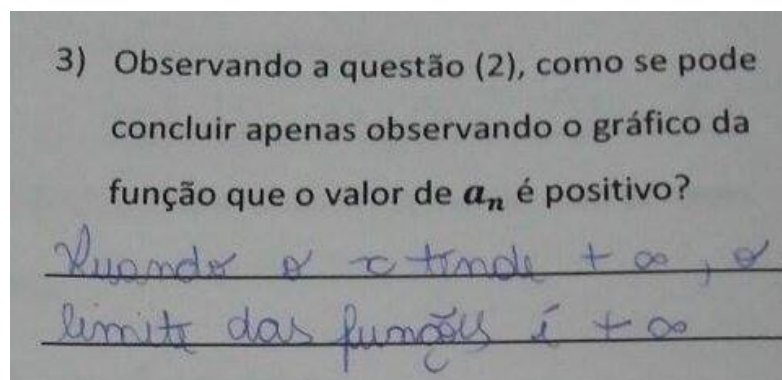 3) Observando a questão (2), como se pode
concluir apenas observando o gráfico da
função que o valor de aₙ é positivo?
Quando o x tende + ∞, o
limite das funções é + ∞